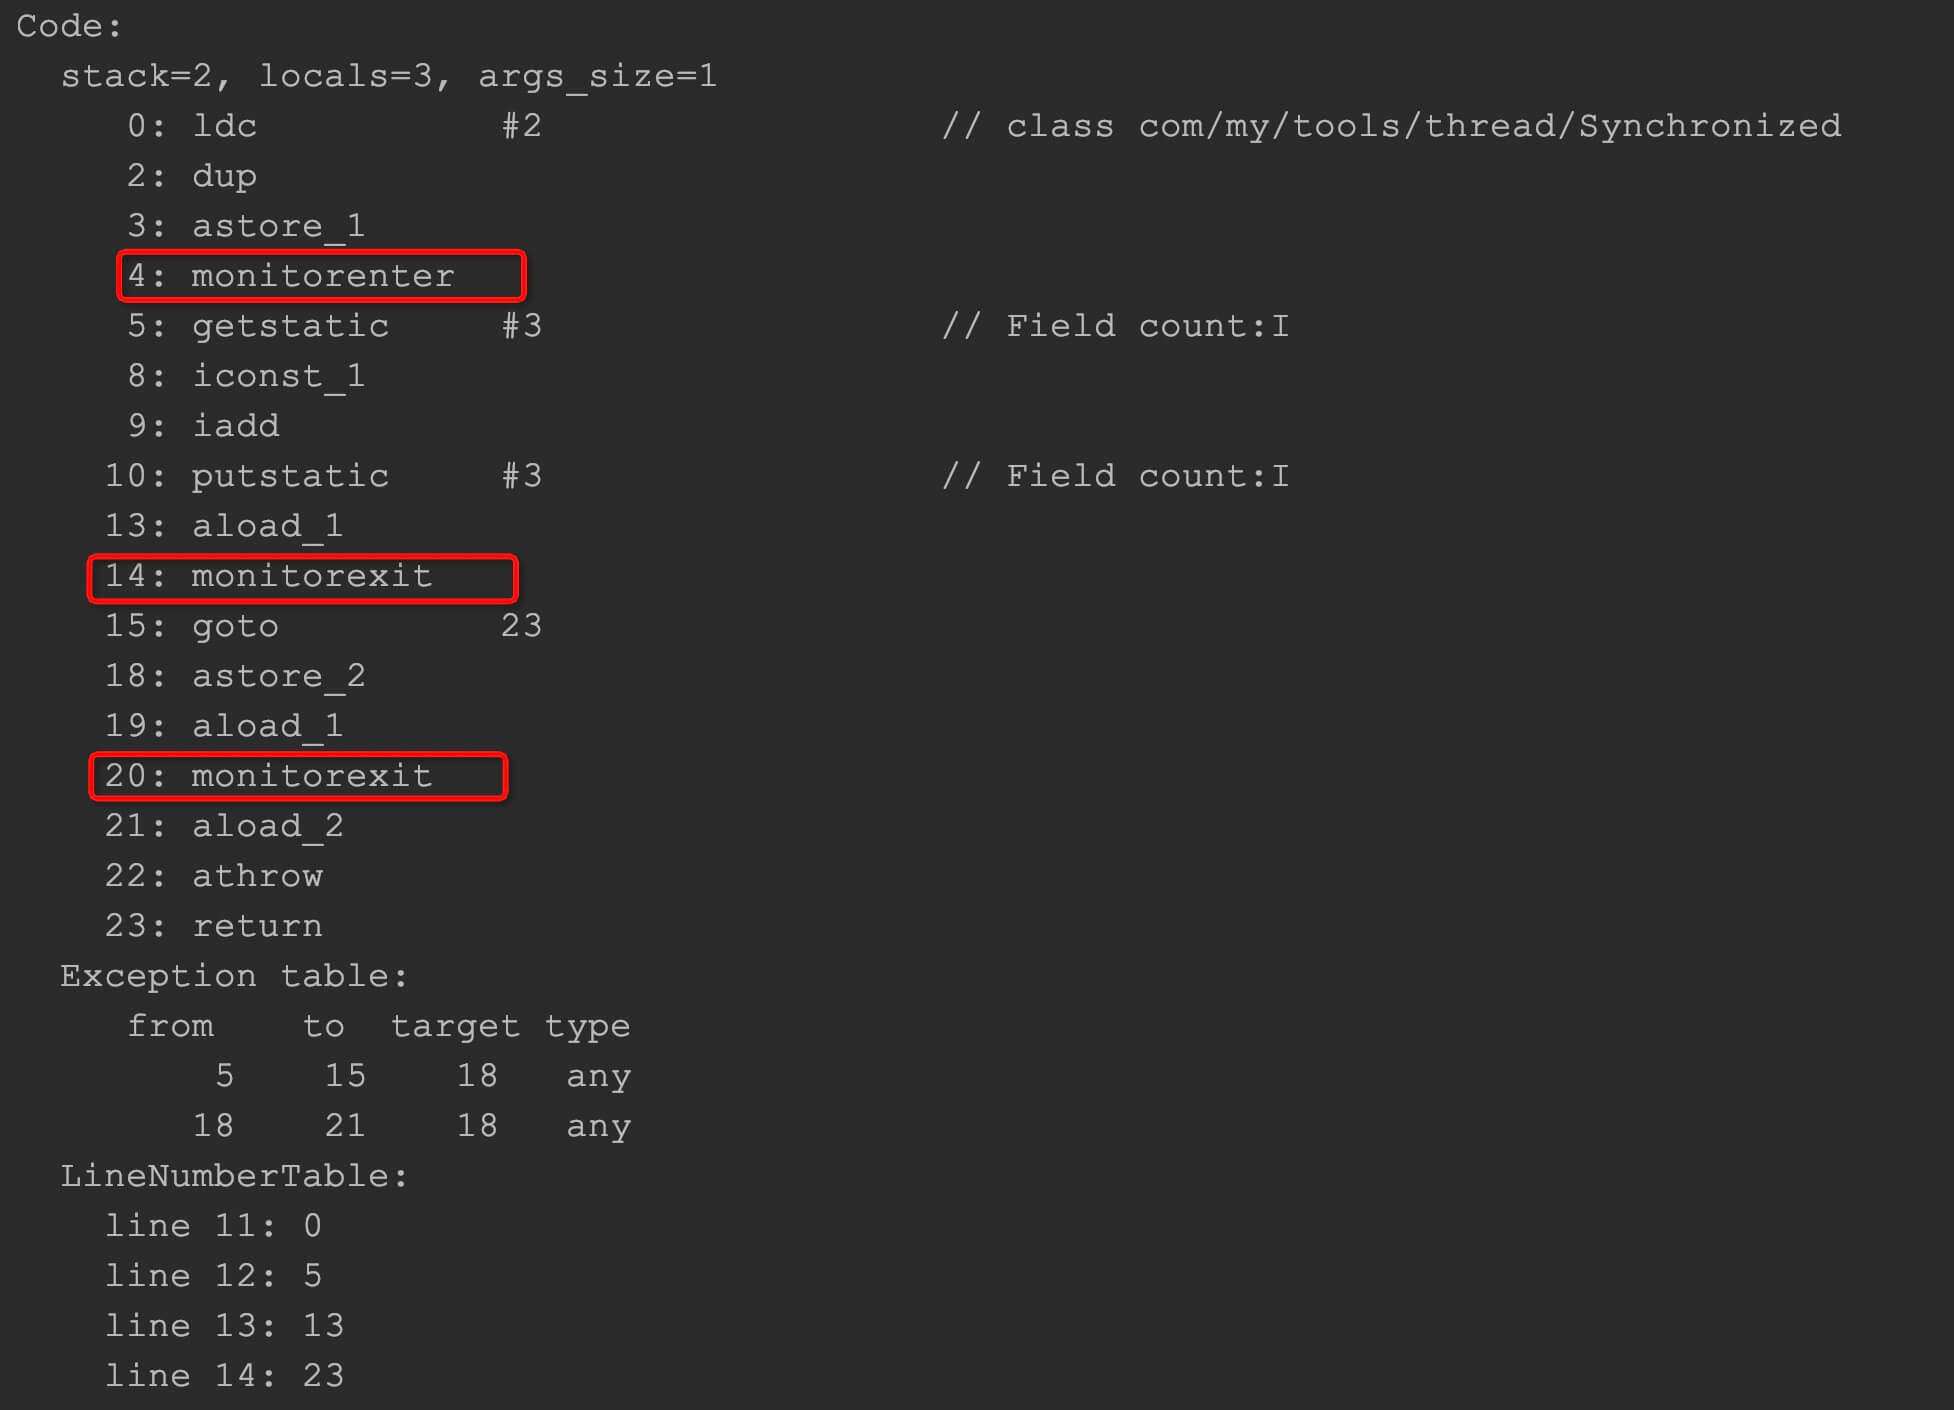 Code:
  stack=2, locals=3, args_size=1
     0: ldc           #2                  // class com/my/tools/thread/Synchronized
     2: dup
     3: astore_1
     4: monitorenter
     5: getstatic     #3                  // Field count:I
     8: iconst_1
     9: iadd
    10: putstatic     #3                  // Field count:I
    13: aload_1
    14: monitorexit
    15: goto          23
    18: astore_2
    19: aload_1
    20: monitorexit
    21: aload_2
    22: athrow
    23: return
  Exception table:
     from    to  target type
         5    15    18   any
        18    21    18   any
  LineNumberTable:
    line 11: 0
    line 12: 5
    line 13: 13
    line 14: 23